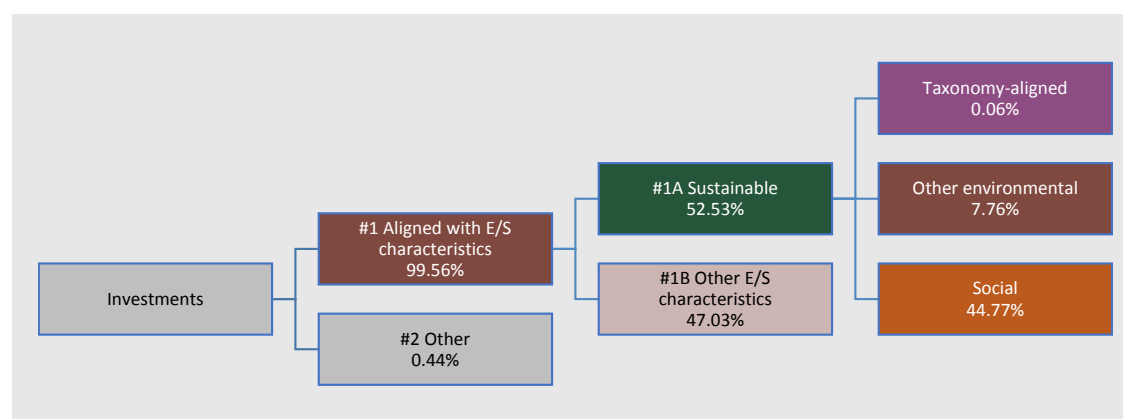 Investments
#1 Aligned with E/S
characteristics
99.56%
#2 Other
0.44%
#1A Sustainable
52.53%
#1B Other E/S
characteristics
47.03%
Taxonomy-aligned
0.06%
Other environmental
7.76%
Social
44.77%